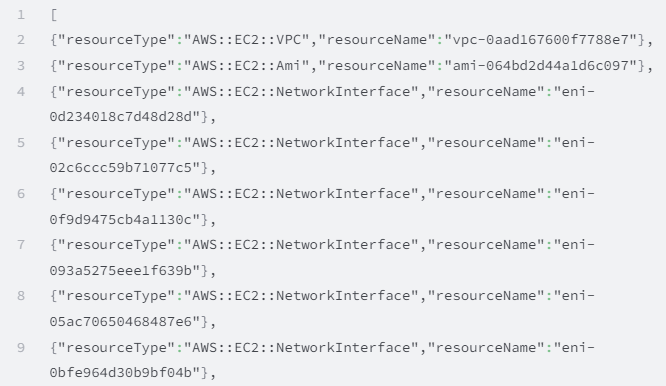 1 [
2 {"resourceType":"AWS::EC2::VPC","resourceName":"vpc-0aad167600f7788e7"},
3 {"resourceType":"AWS::EC2::Ami","resourceName":"ami-064bd2d44a1d6c097"},
4 {"resourceType":"AWS::EC2::NetworkInterface","resourceName":"eni-
0d234018c7d48d28d"},
5 {"resourceType":"AWS::EC2::NetworkInterface","resourceName":"eni-
02c6ccc59b71077c5"},
6 {"resourceType":"AWS::EC2::NetworkInterface","resourceName":"eni-
0f9d9475cb4a1130c"},
7 {"resourceType":"AWS::EC2::NetworkInterface","resourceName":"eni-
093a5275eee1f639b"},
8 {"resourceType":"AWS::EC2::NetworkInterface","resourceName":"eni-
05ac70650468487e6"},
9 {"resourceType":"AWS::EC2::NetworkInterface","resourceName":"eni-
0bfe964d30b9bf04b"},